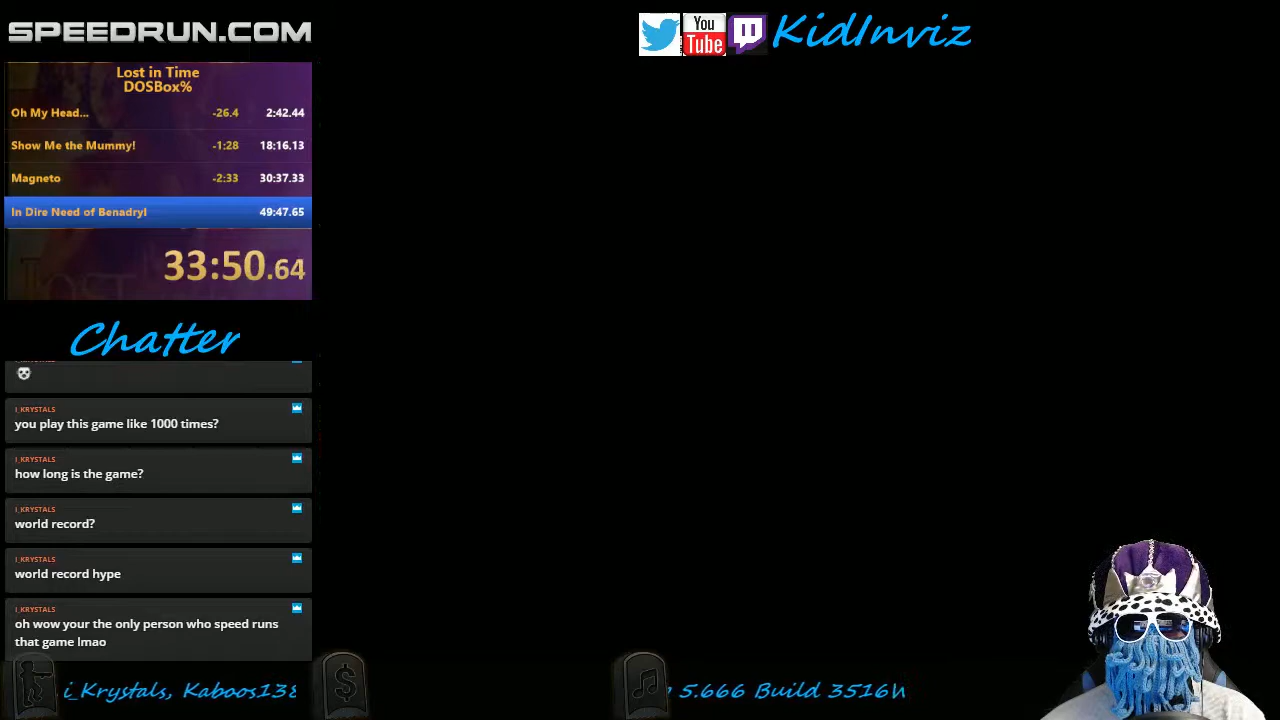 SPEEDRUN.COM
You
Tube
KidInviz
Lost in Time
DOSBox%
Oh My Head... -26.4 2:42.44
Show Me the Mummy! -1:28 18:16.13
Magneto -2:33 30:37.33
In Dire Need of Benadryl 49:47.65
33:50.64
Chatter
I_KRYSTALS
you play this game like 1000 times?
I_KRYSTALS
how long is the game?
I_KRYSTALS
world record?
I_KRYSTALS
world record hype
I_KRYSTALS
oh wow your the only person who speed runs
that game lmao
i_Krystals, Kaboos138
$
5.666 Build 3516